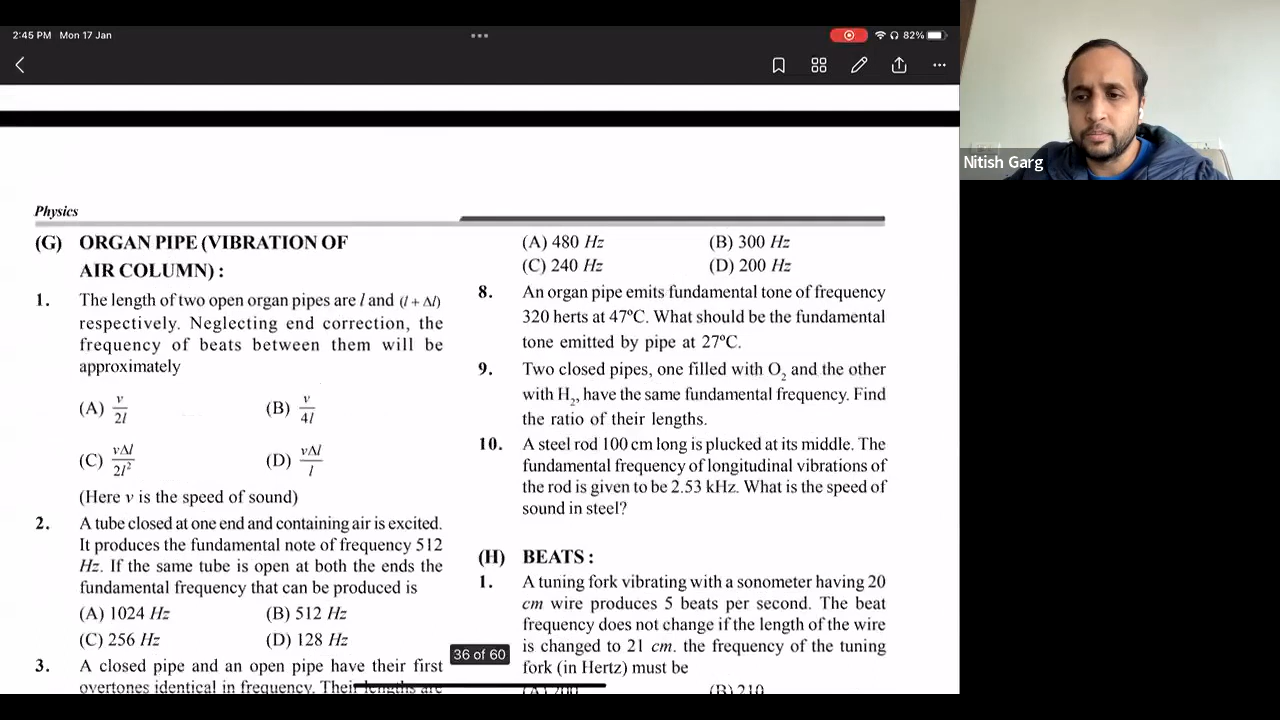 2:45 PM Mon 17 Jan
82%
Nitish Garg
Physics
(G) ORGAN PIPE (VIBRATION OF
AIR COLUMN) :
1. The length of two open organ pipes are l and (l + Δl)
respectively. Neglecting end correction, the
frequency of beats between them will be
approximately
(A) v/2l (B) v/4l
(C) vΔl/2l² (D) vΔl/l
(Here v is the speed of sound)
2. A tube closed at one end and containing air is excited.
It produces the fundamental note of frequency 512
Hz. If the same tube is open at both the ends the
fundamental frequency that can be produced is
(A) 1024 Hz (B) 512 Hz
(C) 256 Hz (D) 128 Hz
3. A closed pipe and an open pipe have their first
overtones identical in frequency. Their lengths are
(A) 480 Hz (B) 300 Hz
(C) 240 Hz (D) 200 Hz
8. An organ pipe emits fundamental tone of frequency
320 herts at 47ºC. What should be the fundamental
tone emitted by pipe at 27ºC.
9. Two closed pipes, one filled with O₂ and the other
with H₂, have the same fundamental frequency. Find
the ratio of their lengths.
10. A steel rod 100 cm long is plucked at its middle. The
fundamental frequency of longitudinal vibrations of
the rod is given to be 2.53 kHz. What is the speed of
sound in steel?
(H) BEATS :
1. A tuning fork vibrating with a sonometer having 20
cm wire produces 5 beats per second. The beat
frequency does not change if the length of the wire
is changed to 21 cm. the frequency of the tuning
fork (in Hertz) must be
(A) 200 (B) 210
36 of 60